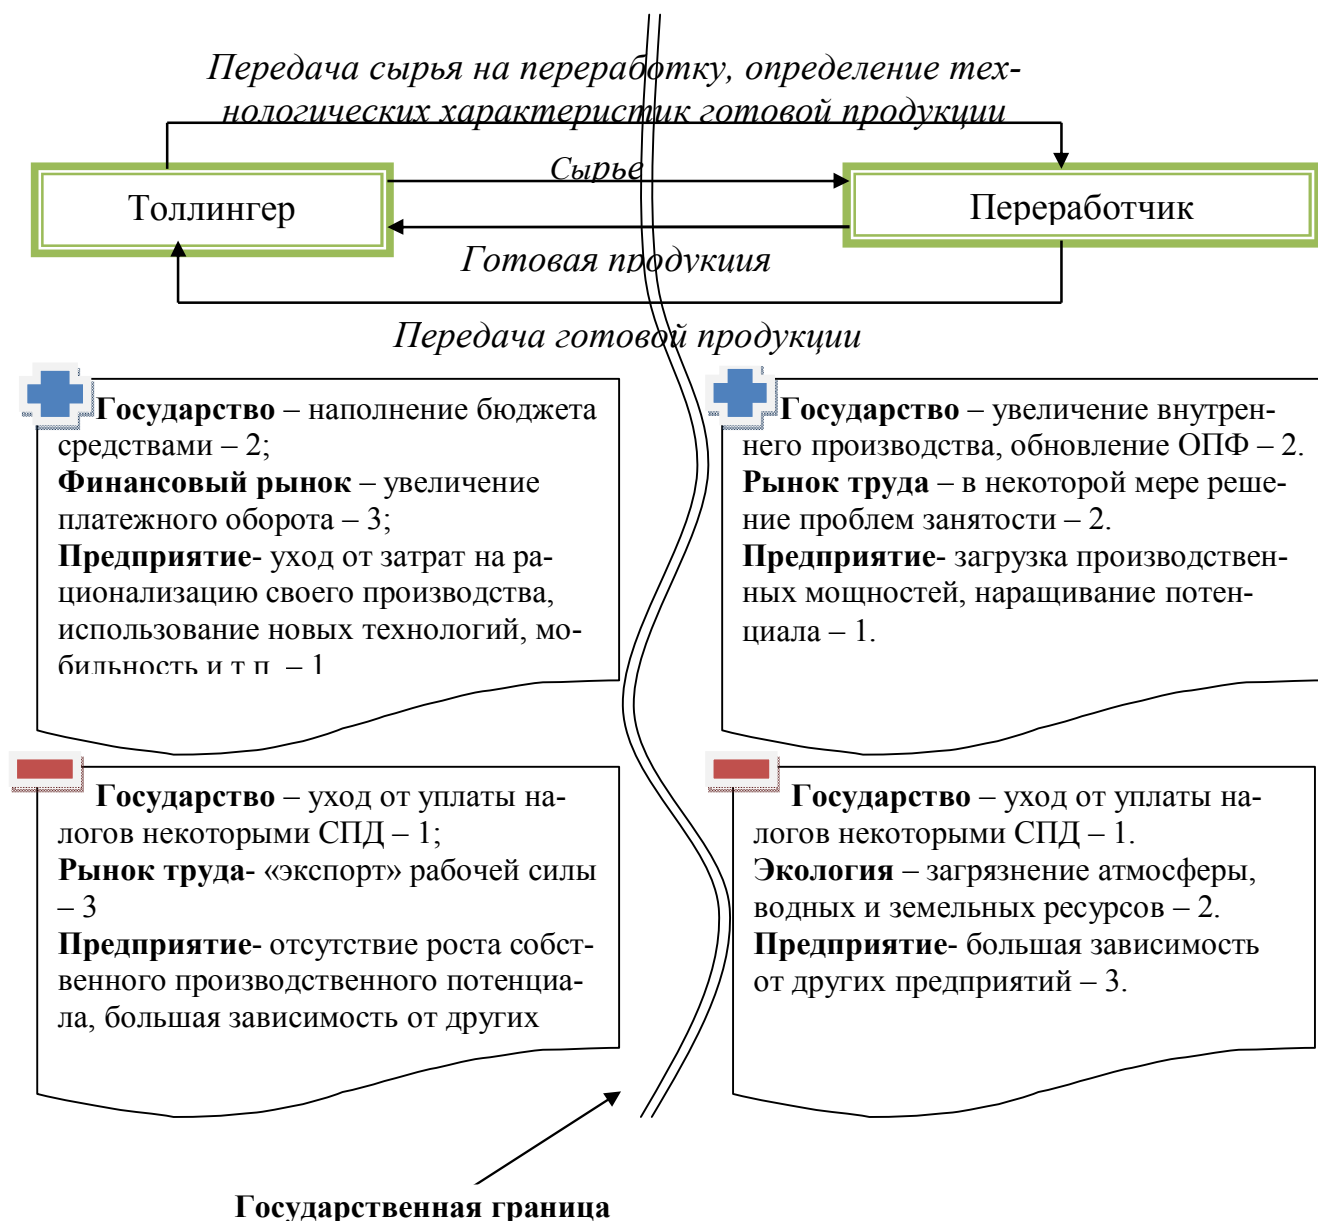 Передача сырья на переработку, определение тех-
нологических характеристик готовой продукции
Сырье
Толлингер
Переработчик
Готовая продукция
Передача готовой продукции
Государство – наполнение бюджета
средствами – 2;
Финансовый рынок – увеличение
платежного оборота – 3;
Предприятие- уход от затрат на ра-
ционализацию своего производства,
использование новых технологий, мо-
бильность и т п – 1
Государство – увеличение внутрен-
него производства, обновление ОПФ – 2.
Рынок труда – в некоторой мере реше-
ние проблем занятости – 2.
Предприятие- загрузка производствен-
ных мощностей, наращивание потен-
циала – 1.
Государство – уход от уплаты на-
логов некоторыми СПД – 1;
Рынок труда- «экспорт» рабочей силы
– 3
Предприятие- отсутствие роста собст-
венного производственного потенциа-
ла, большая зависимость от других
Государство – уход от уплаты на-
логов некоторыми СПД – 1.
Экология – загрязнение атмосферы,
водных и земельных ресурсов – 2.
Предприятие- большая зависимость
от других предприятий – 3.
Государственная граница